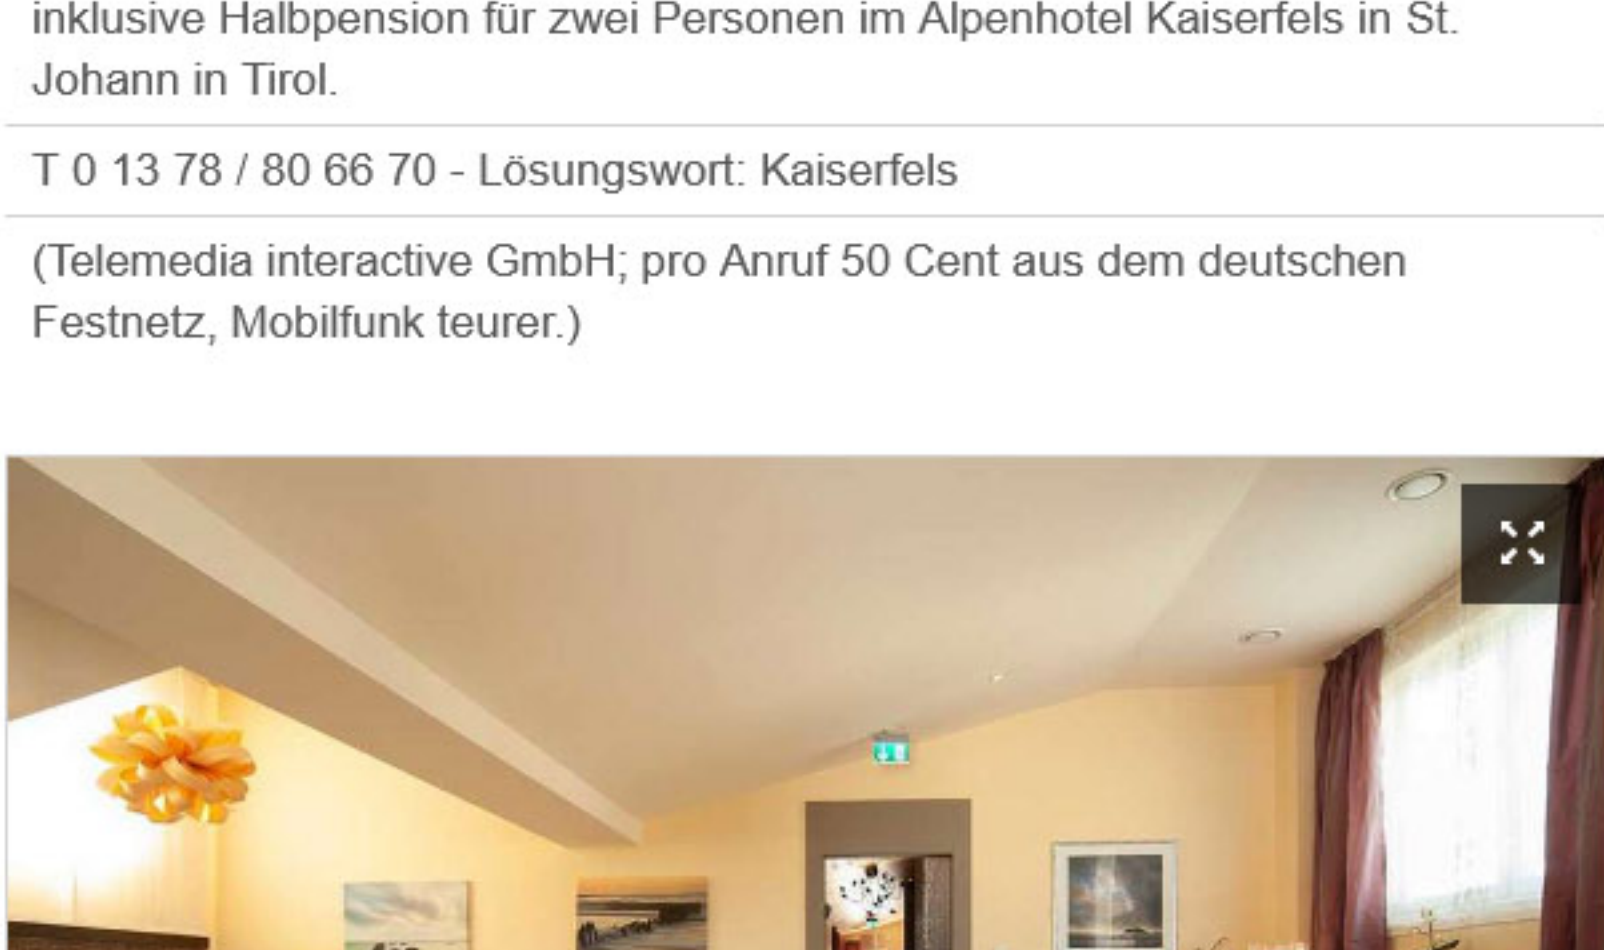 inklusive Halbpension für zwei Personen im Alpenhotel Kaiserfels in St.
Johann in Tirol.
T 0 13 78 / 80 66 70 - Lösungswort: Kaiserfels
(Telemedia interactive GmbH; pro Anruf 50 Cent aus dem deutschen
Festnetz, Mobilfunk teurer.)